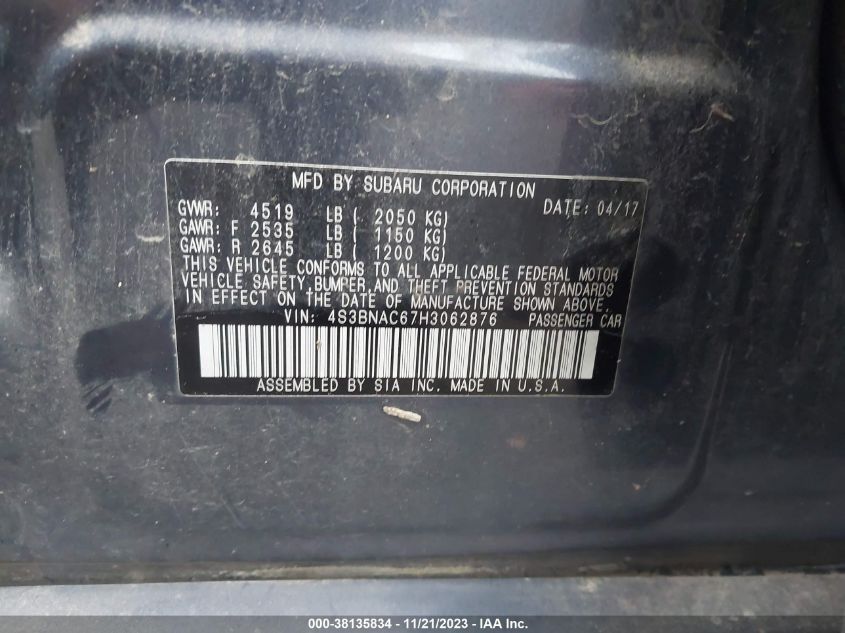 MFD BY SUBARU CORPORATION
GVWR: 4519 LB ( 2050 KG) DATE: 04/17
GAWR: F 2535 LB ( 1150 KG)
GAWR: R 2645 LB ( 1200 KG)
THIS VEHICLE CONFORMS TO ALL APPLICABLE FEDERAL MOTOR
VEHICLE SAFETY, BUMPER, AND THEFT PREVENTION STANDARDS
IN EFFECT ON THE DATE OF MANUFACTURE SHOWN ABOVE.
VIN: 4S3BNAC67H3062876 PASSENGER CAR
ASSEMBLED BY SIA INC. MADE IN U.S.A.
000-38135834 - 11/21/2023 - IAA Inc.